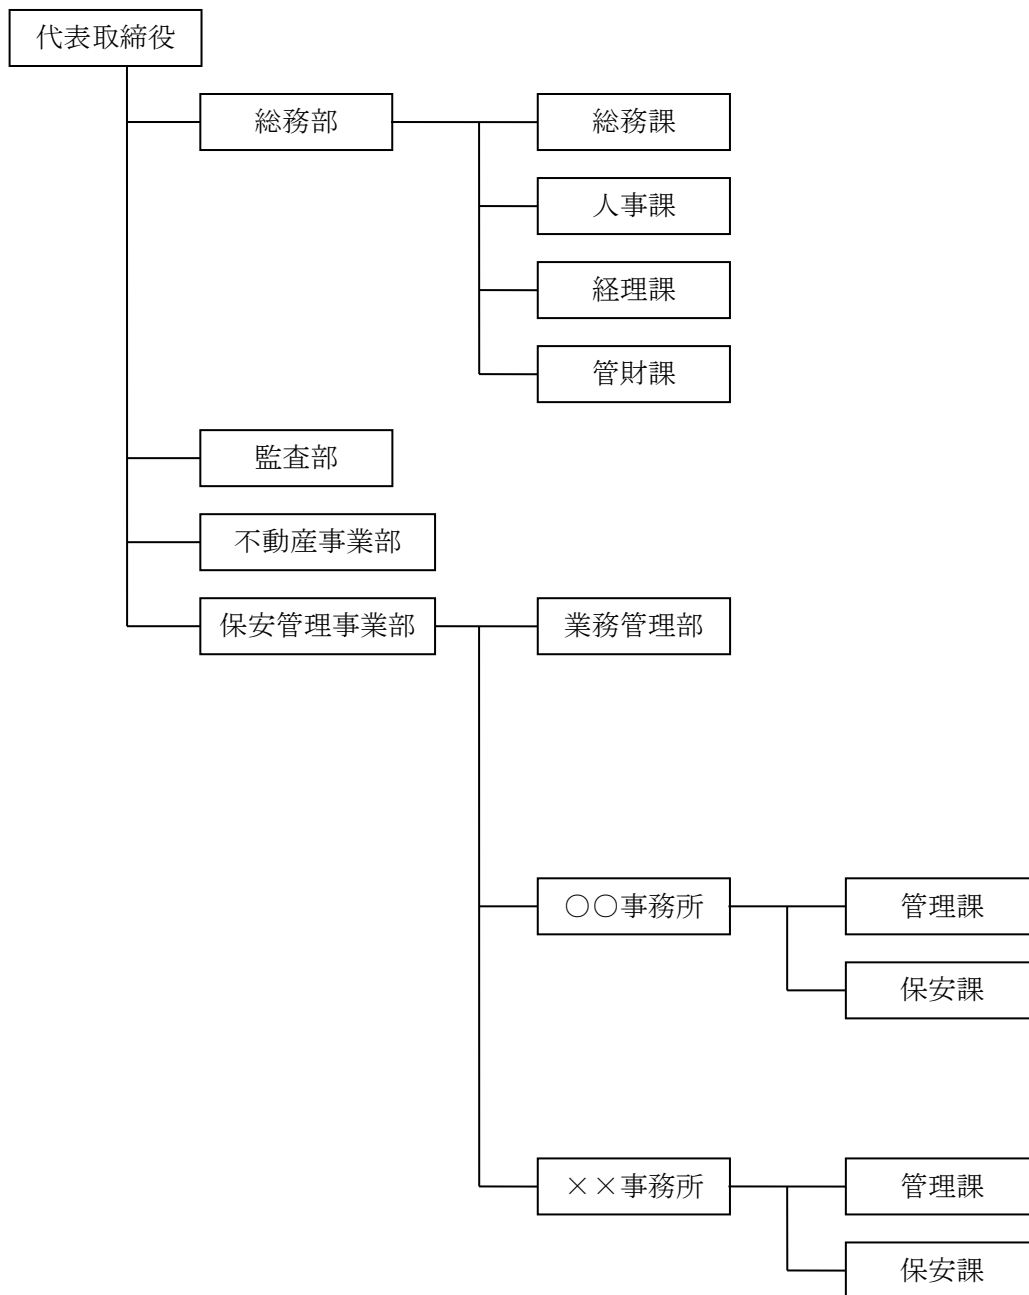 代表取締役
総務部
総務課
人事課
経理課
管財課
監査部
不動産事業部
保安管理事業部
業務管理部
○○事務所
管理課
保安課
××事務所
管理課
保安課